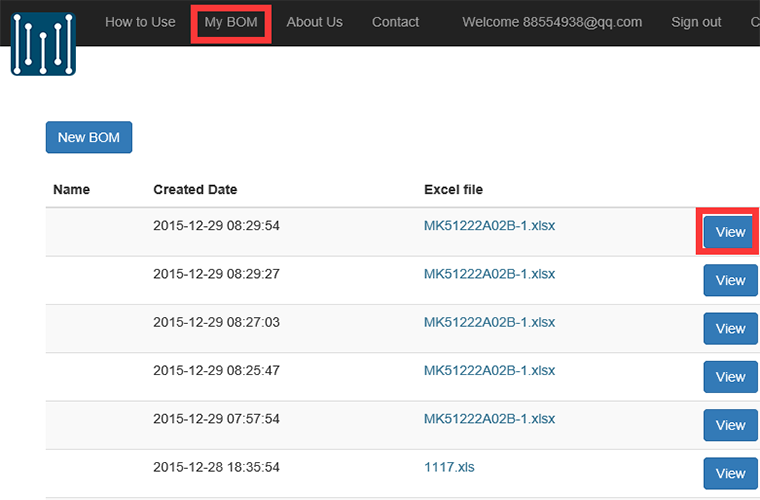 How to Use My BOM About Us Contact Welcome 88554938@qq.com Sign out C
New BOM
Name Created Date Excel file
2015-12-29 08:29:54 MK51222A02B-1.xlsx View
2015-12-29 08:29:27 MK51222A02B-1.xlsx View
2015-12-29 08:27:03 MK51222A02B-1.xlsx View
2015-12-29 08:25:47 MK51222A02B-1.xlsx View
2015-12-29 07:57:54 MK51222A02B-1.xlsx View
2015-12-28 18:35:54 1117.xls View